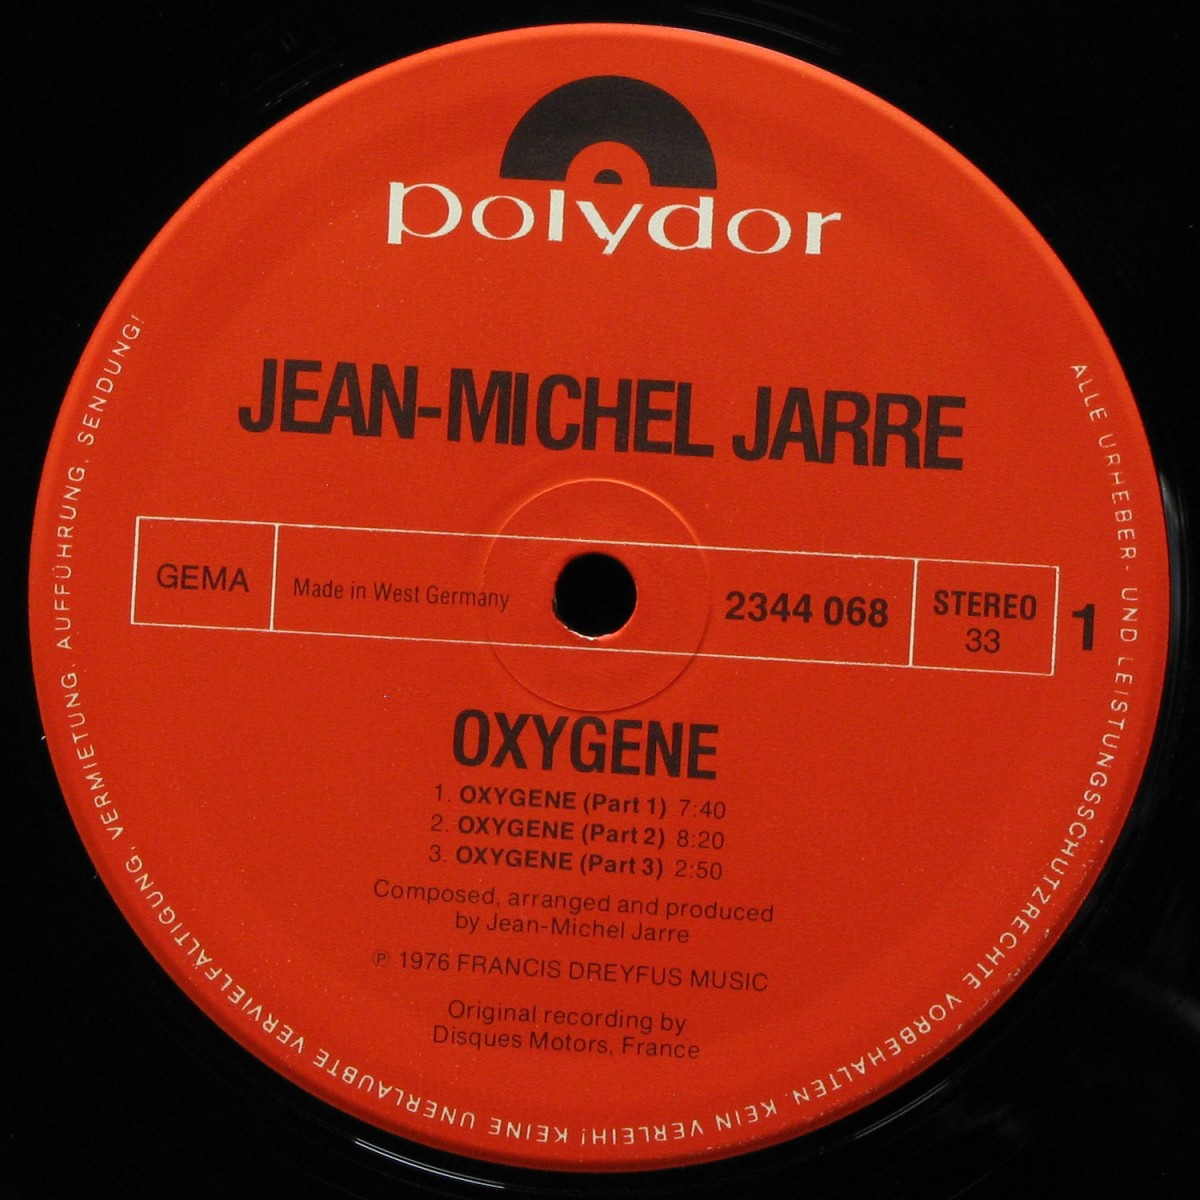 polydor
JEAN-MICHEL JARRE
GEMA
Made in West Germany
2344 068
STEREO
33
1
OXYGENE
1. OXYGENE (Part 1) 7:40
2. OXYGENE (Part 2) 8:20
3. OXYGENE (Part 3) 2:50
Composed, arranged and produced
by Jean-Michel Jarre
℗ 1976 FRANCIS DREYFUS MUSIC
Original recording by
Disques Motors, France
ALLE URHEBER- UND LEISTUNGSSCHUTZRECHTE VORBEHALTEN. KEIN VERLEIH! KEINE UNERLAUBTE VERVIELFÄLTIGUNG, VERMIETUNG, AUFFÜHRUNG, SENDUNG!